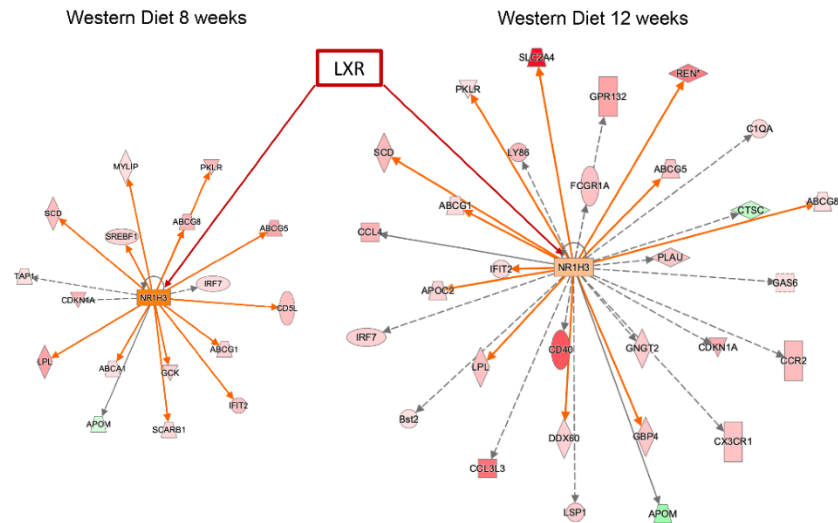 Western Diet 8 weeks
Western Diet 12 weeks
LXR
MYLIP
PKLR
SCD
SREBF1
ABCG8
ABCG5
TAP1
CDKN1A
NR1H3
IRF7
CD5L
LPL
ABCA1
GCK
ABCG1
APOM
SCARB1
IFIT2
SLC2A4
PKLR
GPR132
REN*
SCD
LY86
C1QA
FCGR1A
ABCG5
ABCG1
CTSC
ABCG8
CCL4
IFIT2
NR1H3
PLAU
APOC2
GAS6
IRF7
CD40
GNGT2
CDKN1A
CCR2
LPL
Bst2
DDX60
GBP4
CX3CR1
CCL3L3
LSP1
APOM